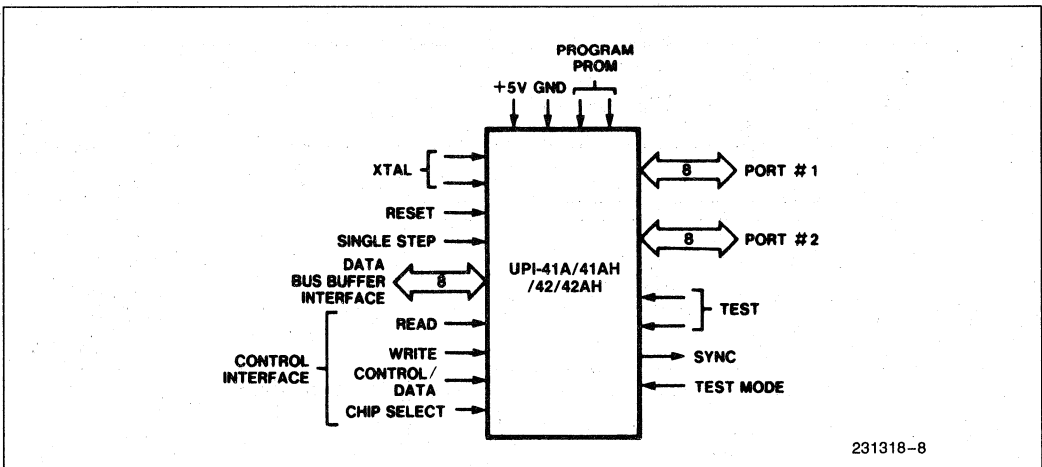 PROGRAM
PROM
+5V GND
XTAL
RESET
SINGLE STEP
DATA
BUS BUFFER
INTERFACE
8
READ
WRITE
CONTROL/
DATA
CHIP SELECT
CONTROL
INTERFACE
UPI-41A/41AH
/42/42AH
8
PORT #1
8
PORT #2
TEST
SYNC
TEST MODE
231318-8